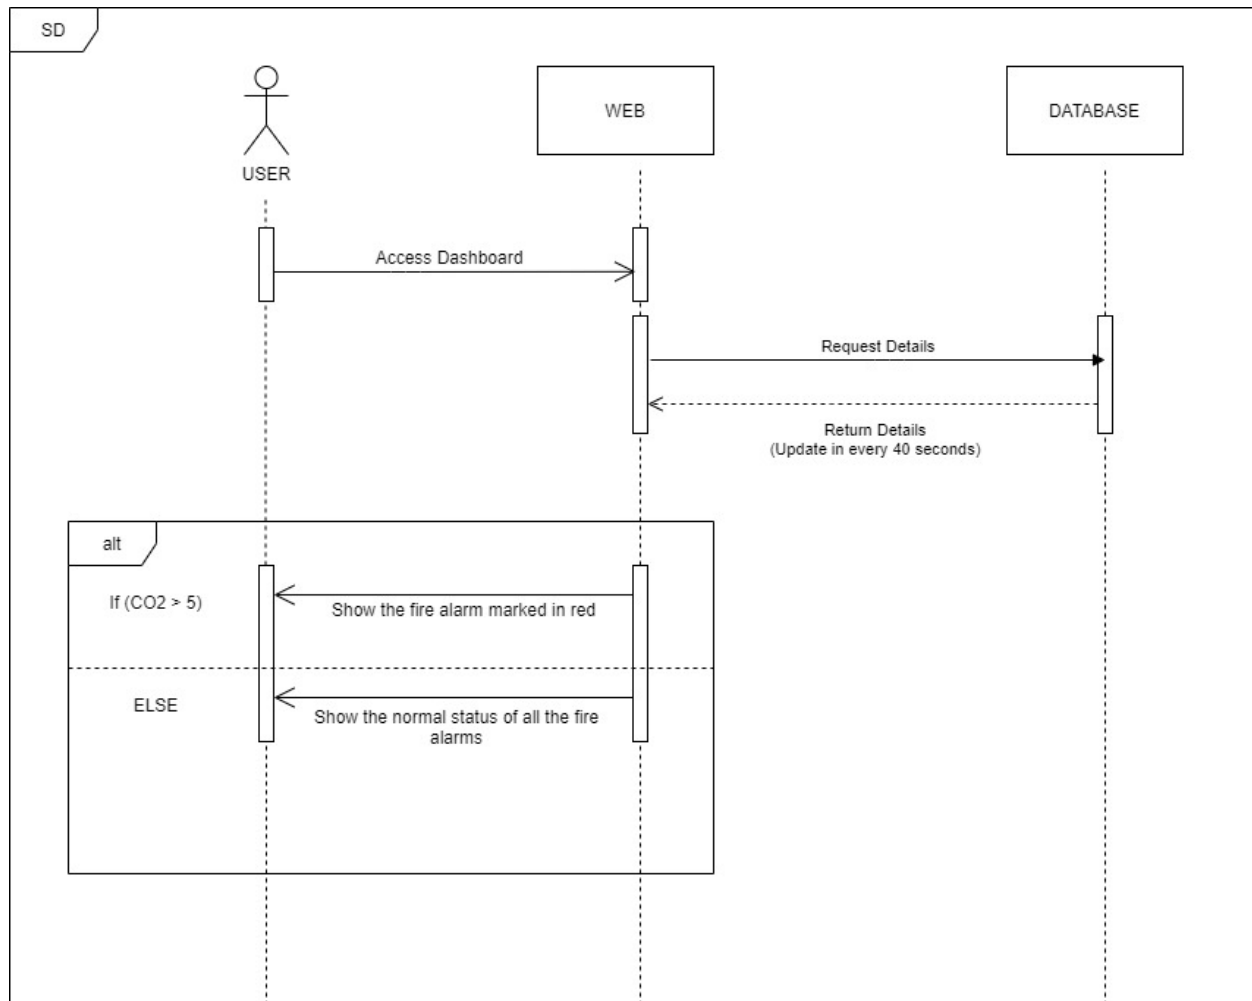 SD
USER
WEB
DATABASE
Access Dashboard
Request Details
Return Details
(Update in every 40 seconds)
alt
If (CO2 > 5)
Show the fire alarm marked in red
ELSE
Show the normal status of all the fire
alarms